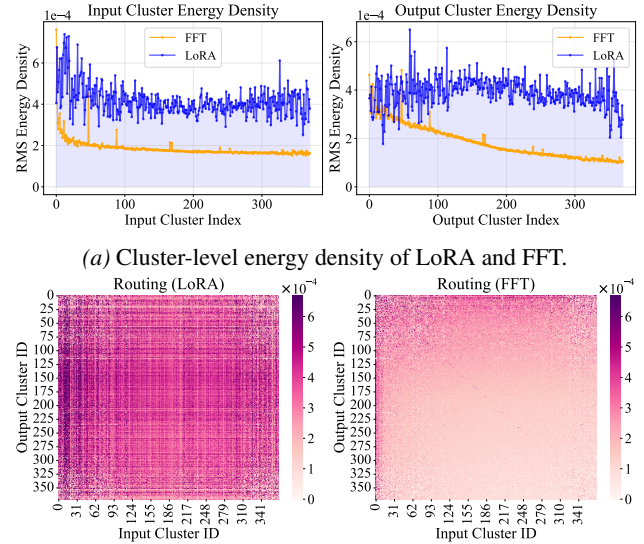 Input Cluster Energy Density
1e−4
RMS Energy Density
8
6
4
2
0
FFT
LoRA
0 100 200 300
Input Cluster Index
Output Cluster Energy Density
1e−4
RMS Energy Density
6
4
2
0
FFT
LoRA
0 100 200 300
Output Cluster Index
(a) Cluster-level energy density of LoRA and FFT.
Routing (LoRA)
×10⁻⁴
Output Cluster ID
0
25
50
75
100
125
150
175
200
225
250
275
300
325
350
0 31 62 93 124 155 186 217 248 279 310 341
Input Cluster ID
6
5
4
3
2
1
0
Routing (FFT)
×10⁻⁴
Output Cluster ID
0
25
50
75
100
125
150
175
200
225
250
275
300
325
350
0 31 62 93 124 155 186 217 248 279 310 341
Input Cluster ID
6
5
4
3
2
1
0